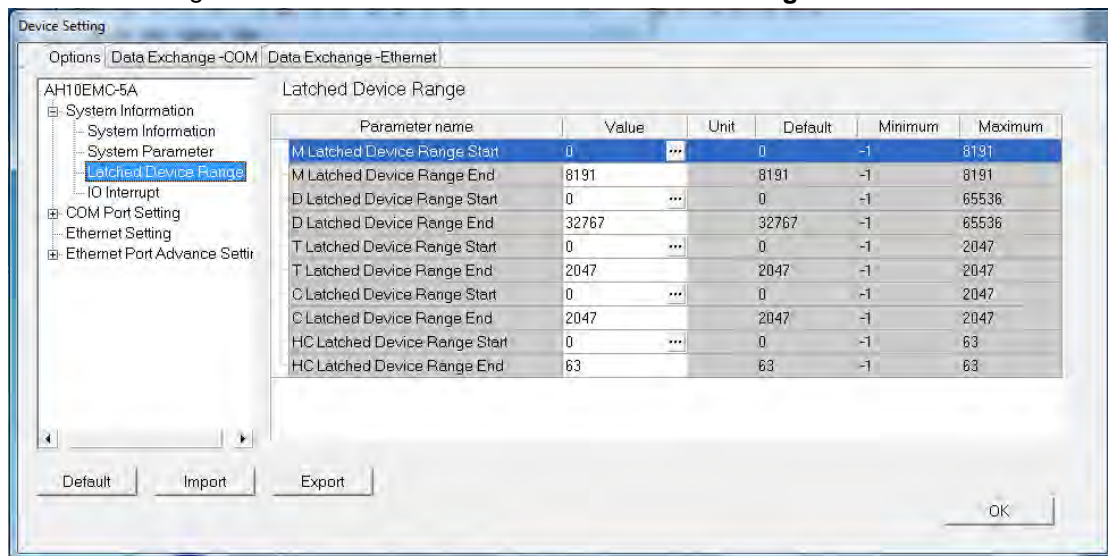 Device Setting
Options Data Exchange -COM Data Exchange -Ethernet
AH10EMC-5A
System Information
System Information
System Parameter
Latched Device Range
IO Interrupt
COM Port Setting
Ethernet Setting
Ethernet Port Advance Settin
Latched Device Range
Parameter name Value Unit Default Minimum Maximum
M Latched Device Range Start 0 ... 0 -1 8191
M Latched Device Range End 8191 8191 -1 8191
D Latched Device Range Start 0 ... 0 -1 65536
D Latched Device Range End 32767 32767 -1 65536
T Latched Device Range Start 0 ... 0 -1 2047
T Latched Device Range End 2047 2047 -1 2047
C Latched Device Range Start 0 ... 0 -1 2047
C Latched Device Range End 2047 2047 -1 2047
HC Latched Device Range Start 0 ... 0 -1 63
HC Latched Device Range End 63 63 -1 63
Default Import Export
OK